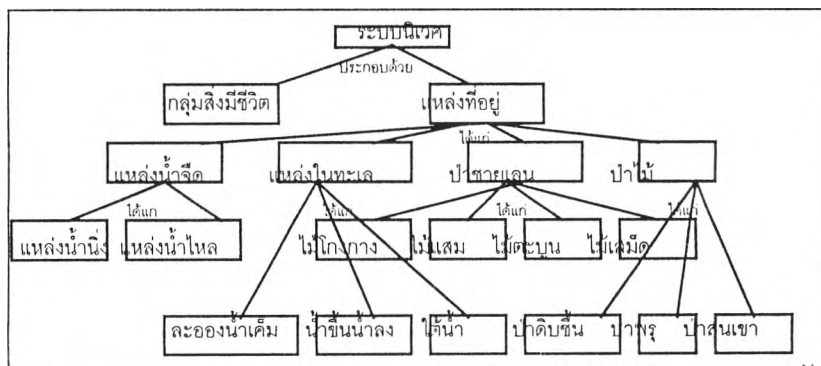 ระบบนิเวศ
ประกอบด้วย
กลุ่มสิ่งมีชีวิต แหล่งที่อยู่
ได้แก่
แหล่งน้ำจืด แหล่งในทะเล ป่าชายเลน ป่าไม้
ได้แก่ ได้แก่ ได้แก่ ได้แก่
แหล่งน้ำนิ่ง แหล่งน้ำไหล ไม้โกงกาง ไม้แสม ไม้ตะบูน ไม้เสม็ด
ละอองน้ำเค็ม น้ำขึ้นน้ำลง ใต้น้ำ ป่าดิบชื้น ป่าพรุ ป่าสนเขา